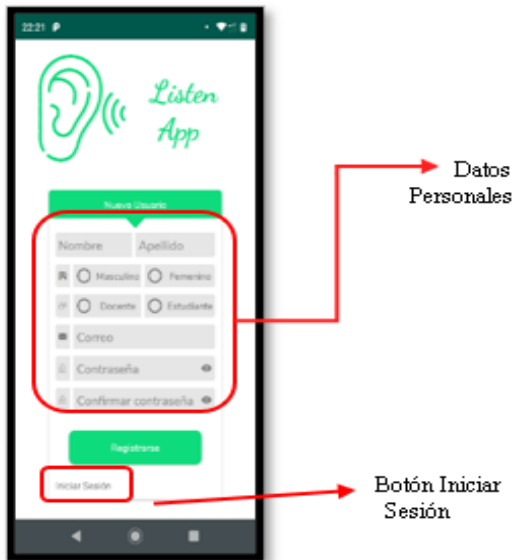 22:21
Listen
App
Nuevo Usuario
Nombre Apellido
Masculino Femenino
Docente Estudiante
Correo
Contraseña
Confirmar contraseña
Registrarse
Iniciar Sesión
Datos
Personales
Botón Iniciar
Sesión